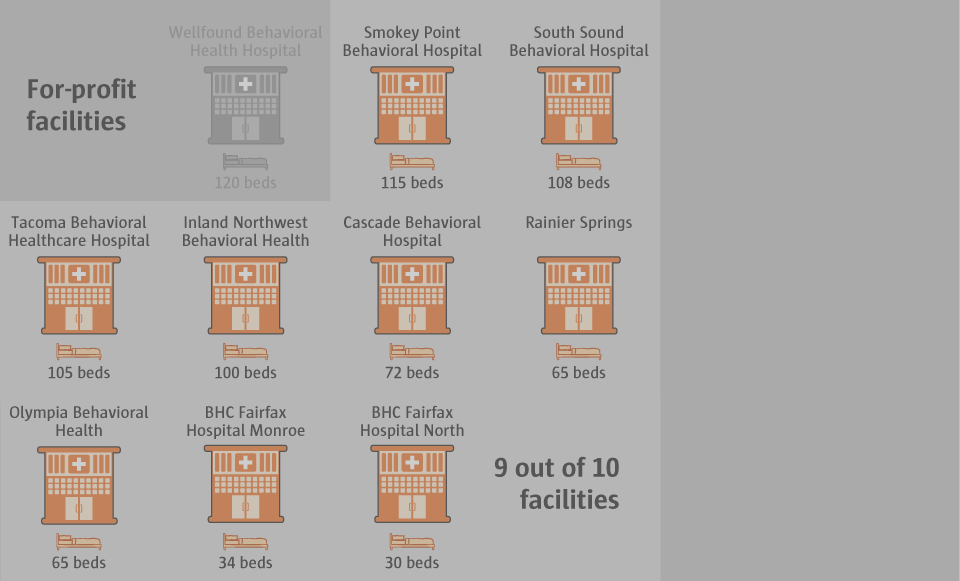 For-profit
facilities
Wellfound Behavioral
Health Hospital
120 beds
Smokey Point
Behavioral Hospital
115 beds
South Sound
Behavioral Hospital
108 beds
Tacoma Behavioral
Healthcare Hospital
105 beds
Inland Northwest
Behavioral Health
100 beds
Cascade Behavioral
Hospital
72 beds
Rainier Springs
65 beds
Olympia Behavioral
Health
65 beds
BHC Fairfax
Hospital Monroe
34 beds
BHC Fairfax
Hospital North
30 beds
9 out of 10
facilities